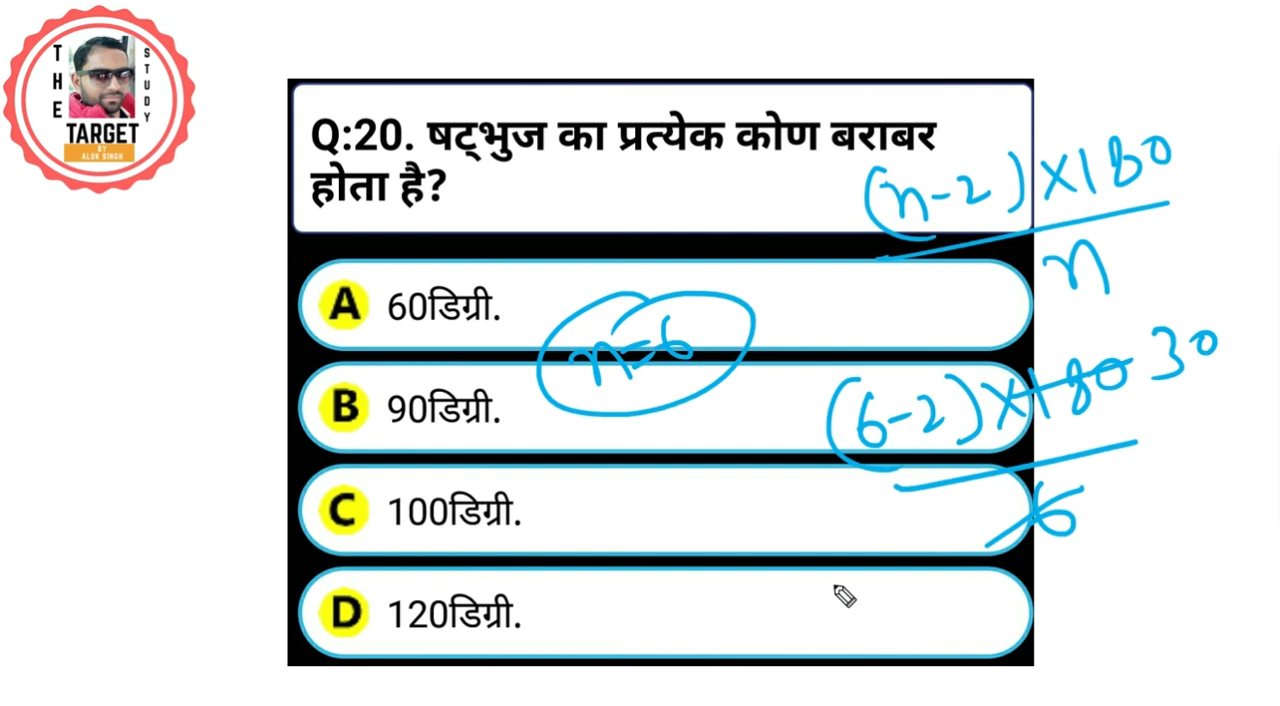 THE
STUDY
TARGET
BY
ALOK SINGH
Q:20. षट्भुज का प्रत्येक कोण बराबर
होता है?
(n-2)×180
n
A 60डिग्री.
n=6
B 90डिग्री.
(6-2)×180 30
6
C 100डिग्री.
D 120डिग्री.